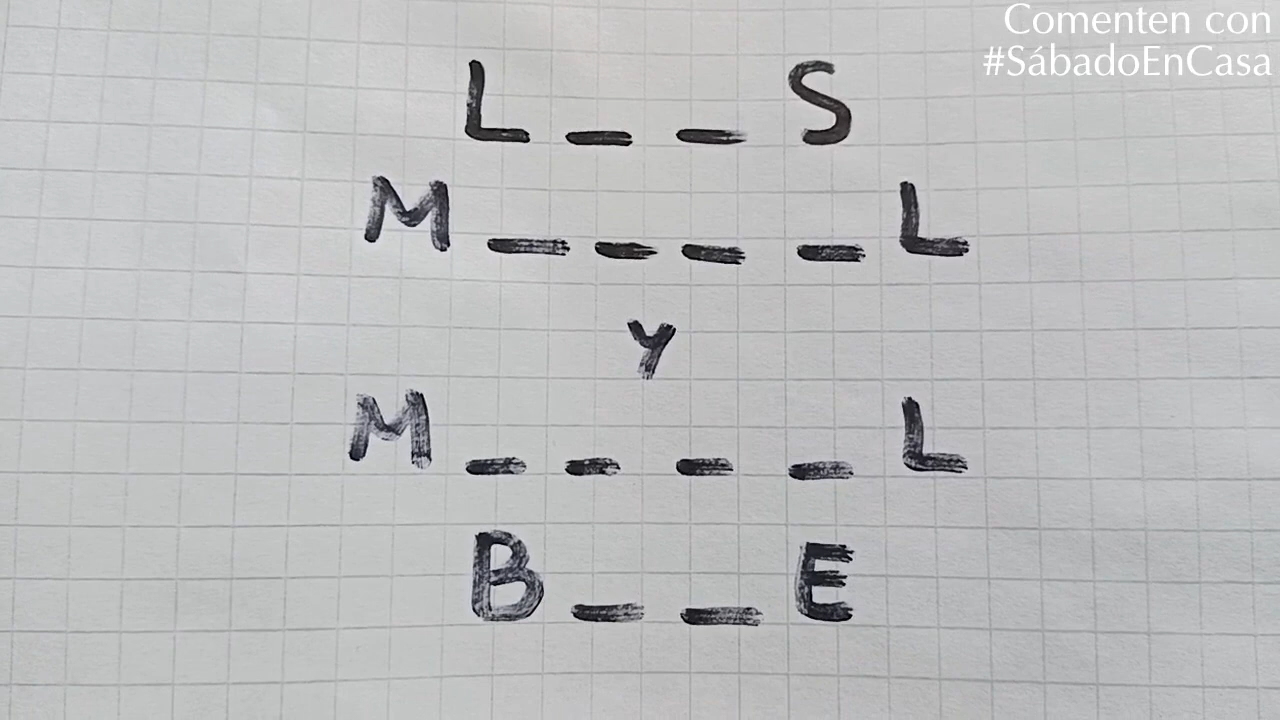 Comenten con
#SábadoEnCasa
L _ _ S
M _ _ _ _ L
Y
M _ _ _ _ L
B _ _ E